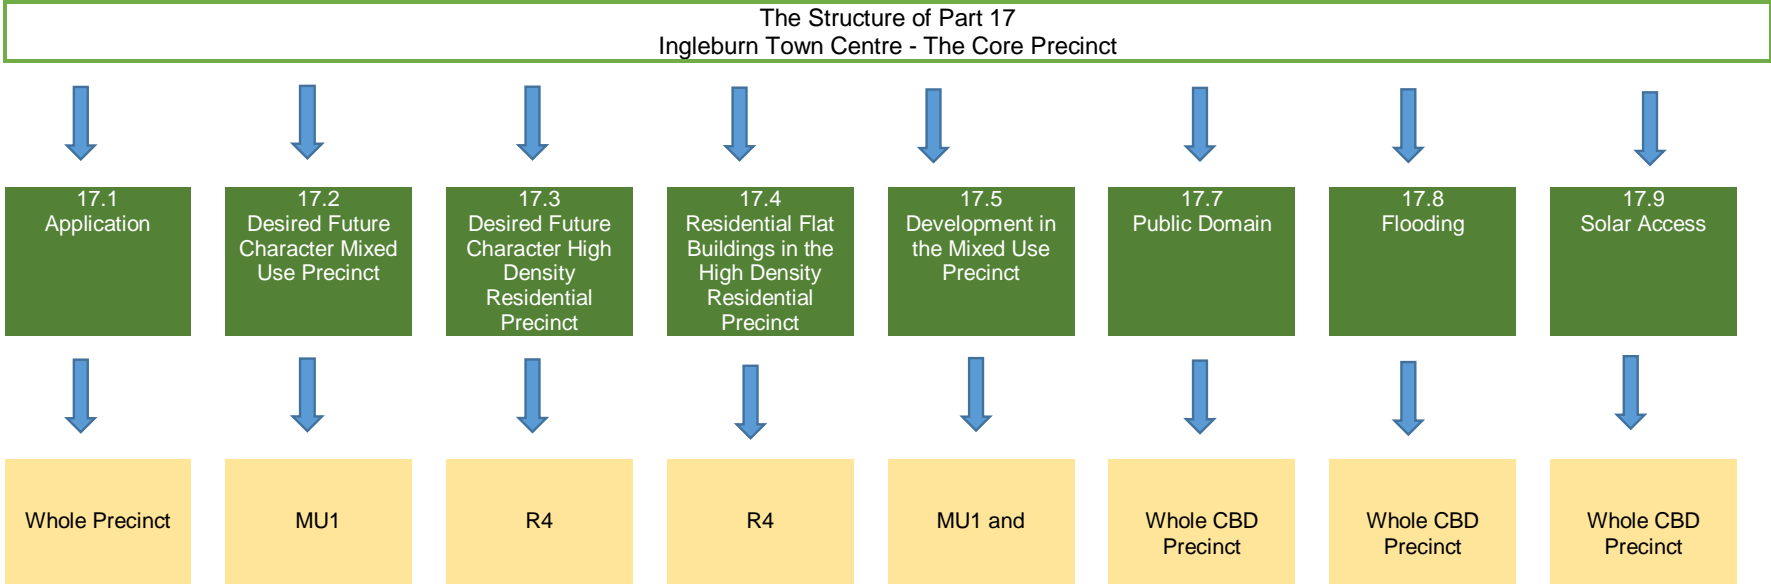 The Structure of Part 17
Ingleburn Town Centre - The Core Precinct
17.1
Application
17.2
Desired Future
Character Mixed
Use Precinct
17.3
Desired Future
Character High
Density
Residential
Precinct
17.4
Residential Flat
Buildings in the
High Density
Residential
Precinct
17.5
Development in
the Mixed Use
Precinct
17.7
Public Domain
17.8
Flooding
17.9
Solar Access
Whole Precinct
MU1
R4
R4
MU1 and
Whole CBD
Precinct
Whole CBD
Precinct
Whole CBD
Precinct